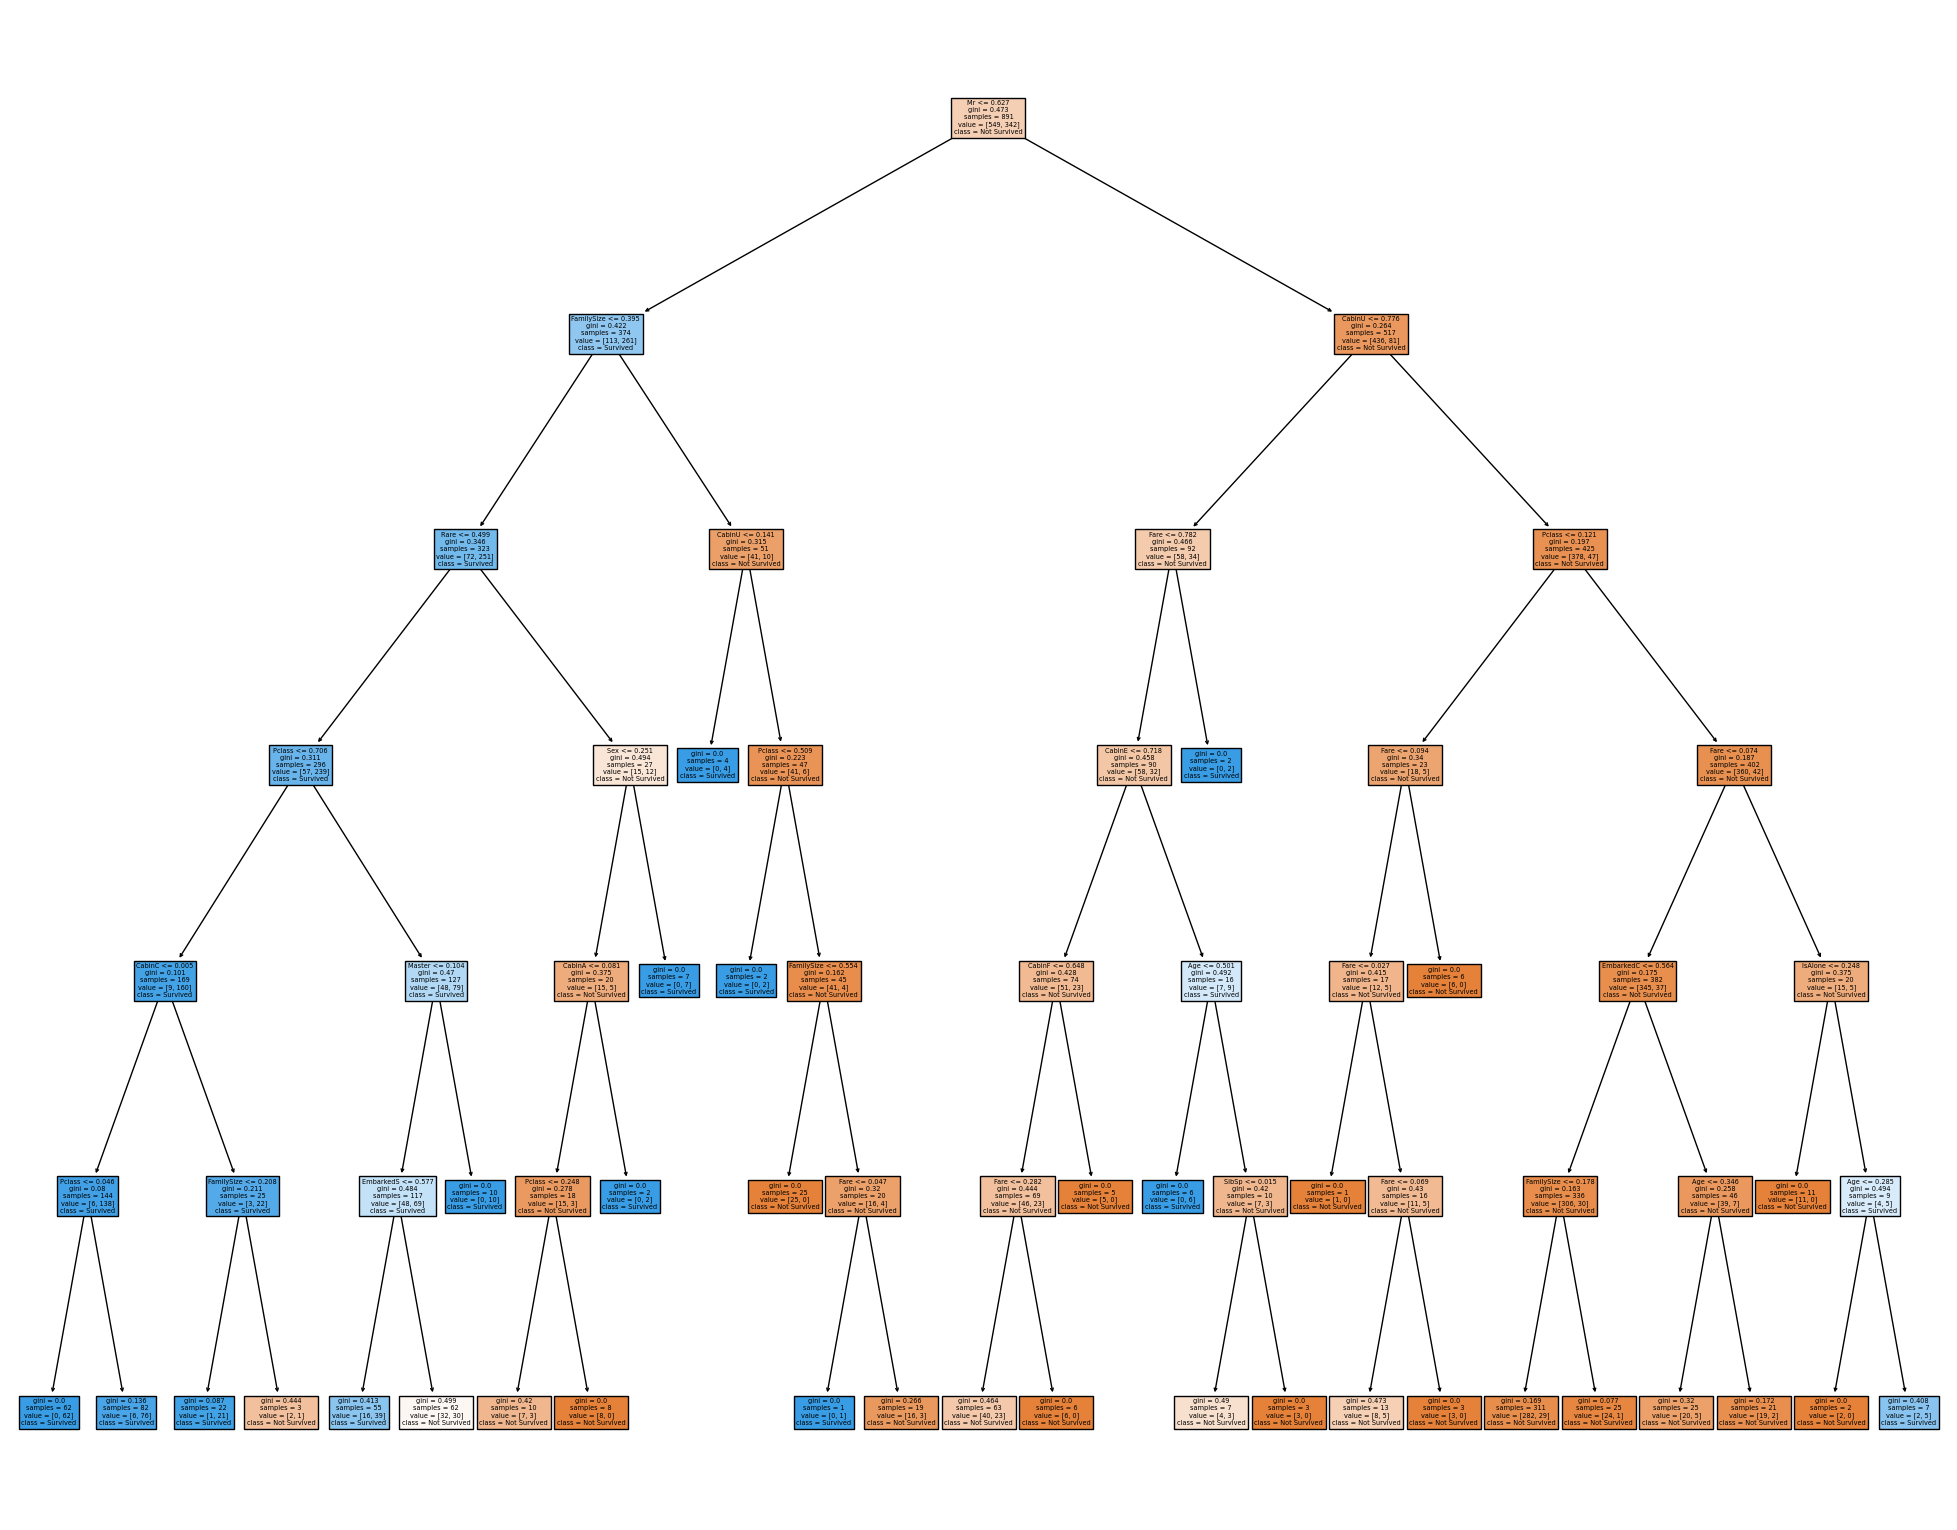 Mr <= 0.627
gini = 0.473
samples = 891
value = [549, 342]
class = Not Survived
FamilySize <= 0.395
gini = 0.422
samples = 374
value = [113, 261]
class = Survived
CabinU <= 0.776
gini = 0.264
samples = 517
value = [436, 81]
class = Not Survived
Rare <= 0.499
gini = 0.346
samples = 323
value = [72, 251]
class = Survived
CabinU <= 0.141
gini = 0.315
samples = 51
value = [41, 10]
class = Not Survived
Fare <= 0.782
gini = 0.466
samples = 92
value = [58, 34]
class = Not Survived
Pclass <= 0.121
gini = 0.197
samples = 425
value = [378, 47]
class = Not Survived
Pclass <= 0.706
gini = 0.311
samples = 296
value = [57, 239]
class = Survived
Sex <= 0.251
gini = 0.494
samples = 27
value = [15, 12]
class = Not Survived
gini = 0.0
samples = 4
value = [0, 4]
class = Survived
Pclass <= 0.509
gini = 0.223
samples = 47
value = [41, 6]
class = Not Survived
CabinE <= 0.718
gini = 0.458
samples = 90
value = [58, 32]
class = Not Survived
gini = 0.0
samples = 2
value = [0, 2]
class = Survived
Fare <= 0.094
gini = 0.34
samples = 23
value = [18, 5]
class = Not Survived
Fare <= 0.074
gini = 0.187
samples = 402
value = [360, 42]
class = Not Survived
CabinC <= 0.005
gini = 0.101
samples = 169
value = [9, 160]
class = Survived
Master <= 0.104
gini = 0.47
samples = 127
value = [48, 79]
class = Survived
CabinA <= 0.081
gini = 0.375
samples = 20
value = [15, 5]
class = Not Survived
gini = 0.0
samples = 7
value = [0, 7]
class = Survived
gini = 0.0
samples = 2
value = [0, 2]
class = Survived
FamilySize <= 0.554
gini = 0.162
samples = 45
value = [41, 4]
class = Not Survived
CabinF <= 0.648
gini = 0.428
samples = 74
value = [51, 23]
class = Not Survived
Age <= 0.501
gini = 0.492
samples = 16
value = [7, 9]
class = Survived
Fare <= 0.027
gini = 0.415
samples = 17
value = [12, 5]
class = Not Survived
gini = 0.0
samples = 6
value = [6, 0]
class = Not Survived
EmbarkedC <= 0.564
gini = 0.175
samples = 382
value = [345, 37]
class = Not Survived
IsAlone <= 0.248
gini = 0.375
samples = 20
value = [15, 5]
class = Not Survived
Pclass <= 0.046
gini = 0.08
samples = 144
value = [6, 138]
class = Survived
FamilySize <= 0.208
gini = 0.211
samples = 25
value = [3, 22]
class = Survived
EmbarkedS <= 0.577
gini = 0.484
samples = 117
value = [48, 69]
class = Survived
gini = 0.0
samples = 10
value = [0, 10]
class = Survived
Pclass <= 0.248
gini = 0.278
samples = 18
value = [15, 3]
class = Not Survived
gini = 0.0
samples = 2
value = [0, 2]
class = Survived
gini = 0.0
samples = 25
value = [25, 0]
class = Not Survived
Fare <= 0.047
gini = 0.32
samples = 20
value = [16, 4]
class = Not Survived
Fare <= 0.282
gini = 0.444
samples = 69
value = [46, 23]
class = Not Survived
gini = 0.0
samples = 5
value = [5, 0]
class = Not Survived
gini = 0.0
samples = 6
value = [0, 6]
class = Survived
SibSp <= 0.015
gini = 0.42
samples = 10
value = [7, 3]
class = Not Survived
gini = 0.0
samples = 1
value = [1, 0]
class = Not Survived
Fare <= 0.069
gini = 0.43
samples = 16
value = [11, 5]
class = Not Survived
FamilySize <= 0.178
gini = 0.163
samples = 336
value = [306, 30]
class = Not Survived
Age <= 0.346
gini = 0.258
samples = 46
value = [39, 7]
class = Not Survived
gini = 0.0
samples = 11
value = [11, 0]
class = Not Survived
Age <= 0.285
gini = 0.494
samples = 9
value = [4, 5]
class = Survived
gini = 0.0
samples = 62
value = [0, 62]
class = Survived
gini = 0.136
samples = 82
value = [6, 76]
class = Survived
gini = 0.087
samples = 22
value = [1, 21]
class = Survived
gini = 0.444
samples = 3
value = [2, 1]
class = Not Survived
gini = 0.413
samples = 55
value = [16, 39]
class = Survived
gini = 0.499
samples = 62
value = [32, 30]
class = Not Survived
gini = 0.42
samples = 10
value = [7, 3]
class = Not Survived
gini = 0.0
samples = 8
value = [8, 0]
class = Not Survived
gini = 0.0
samples = 1
value = [0, 1]
class = Survived
gini = 0.266
samples = 19
value = [16, 3]
class = Not Survived
gini = 0.464
samples = 63
value = [40, 23]
class = Not Survived
gini = 0.0
samples = 6
value = [6, 0]
class = Not Survived
gini = 0.49
samples = 7
value = [4, 3]
class = Not Survived
gini = 0.0
samples = 3
value = [3, 0]
class = Not Survived
gini = 0.473
samples = 13
value = [8, 5]
class = Not Survived
gini = 0.0
samples = 3
value = [3, 0]
class = Not Survived
gini = 0.169
samples = 311
value = [282, 29]
class = Not Survived
gini = 0.077
samples = 25
value = [24, 1]
class = Not Survived
gini = 0.32
samples = 25
value = [20, 5]
class = Not Survived
gini = 0.172
samples = 21
value = [19, 2]
class = Not Survived
gini = 0.0
samples = 2
value = [2, 0]
class = Not Survived
gini = 0.408
samples = 7
value = [2, 5]
class = Survived